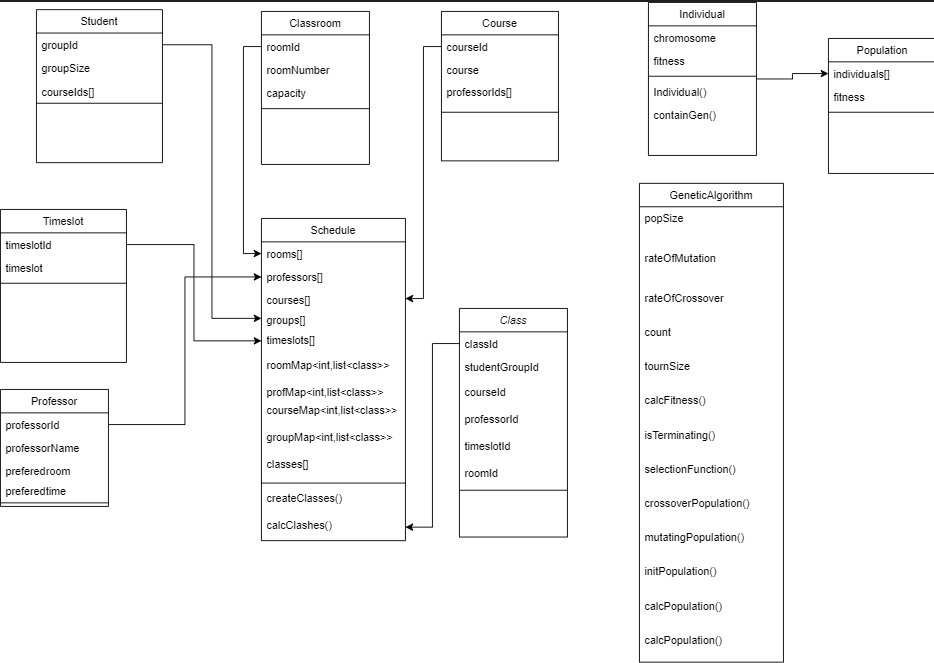 Student
groupId
groupSize
courseIds[]
Classroom
roomId
roomNumber
capacity
Course
courseId
course
professorIds[]
Individual
chromosome
fitness
Individual()
containGen()
Population
individuals[]
fitness
Timeslot
timeslotId
timeslot
Professor
professorId
professorName
preferedroom
preferedtime
Schedule
rooms[]
professors[]
courses[]
groups[]
timeslots[]
roomMap<int,list<class>>
profMap<int,list<class>>
courseMap<int,list<class>>
groupMap<int,list<class>>
classes[]
createClasses()
calcClashes()
Class
classId
studentGroupId
courseId
professorId
timeslotId
roomId
GeneticAlgorithm
popSize
rateOfMutation
rateOfCrossover
count
tournSize
calcFitness()
isTerminating()
selectionFunction()
crossoverPopulation()
mutatingPopulation()
initPopulation()
calcPopulation()
calcPopulation()